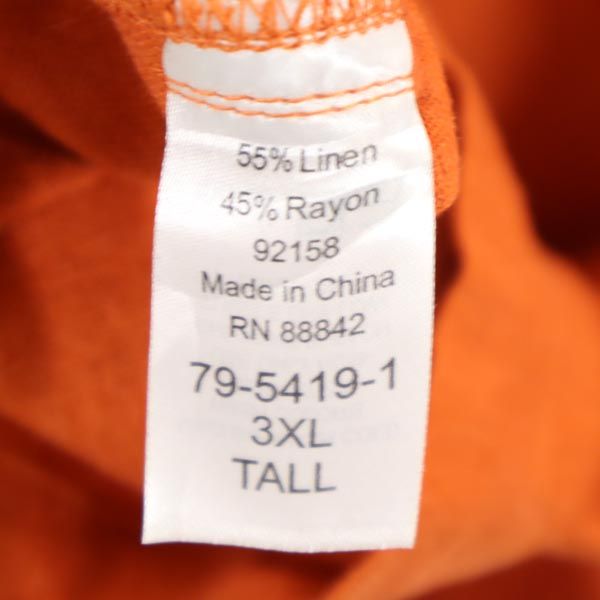 55% Linen
45% Rayon
92158
Made in China
RN 88842
79-5419-1
3XL
TALL